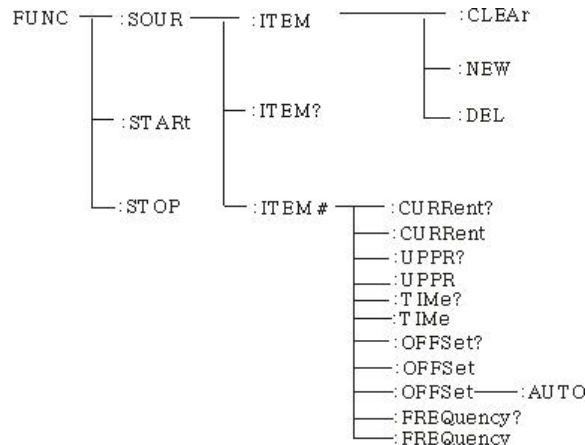 FUNC :SOUR :ITEM :CLEAr
:NEW
:STARt :ITEM? :DEL
:STOP :ITEM # :CURRent?
:CURRent
:UPPR?
:UPPR
:TIMe?
:TIMe
:OFFSet?
:OFFSet
:OFFSet :AUTO
:FREQuency?
:FREQuency